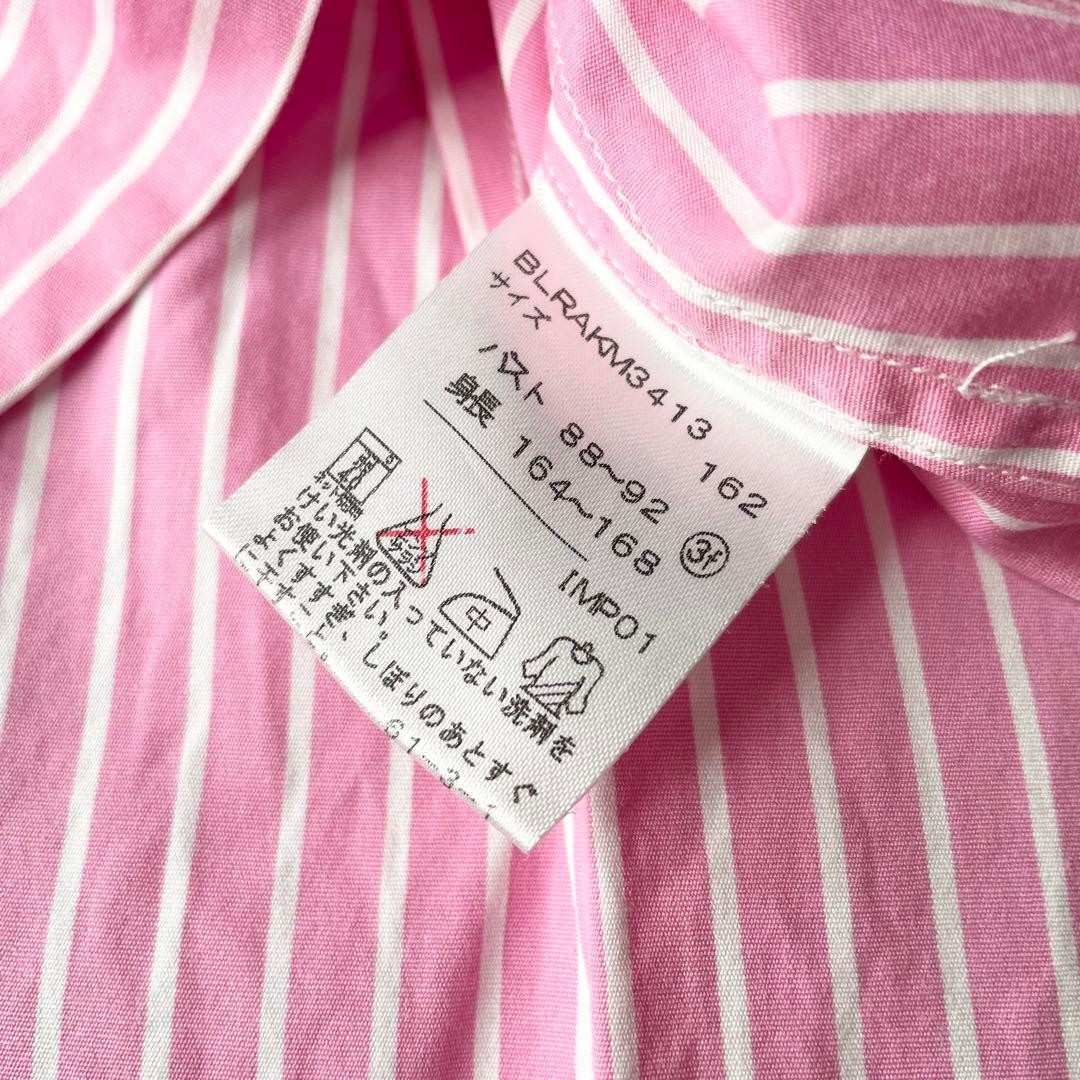 BLRAKM3413 162
サイズ
バスト 88〜92
身長 164〜168 3f
IMP01
中
けい光剤の入っていない洗剤を
お使い下さい。
よくすすぎ、しぼりのあとすぐ